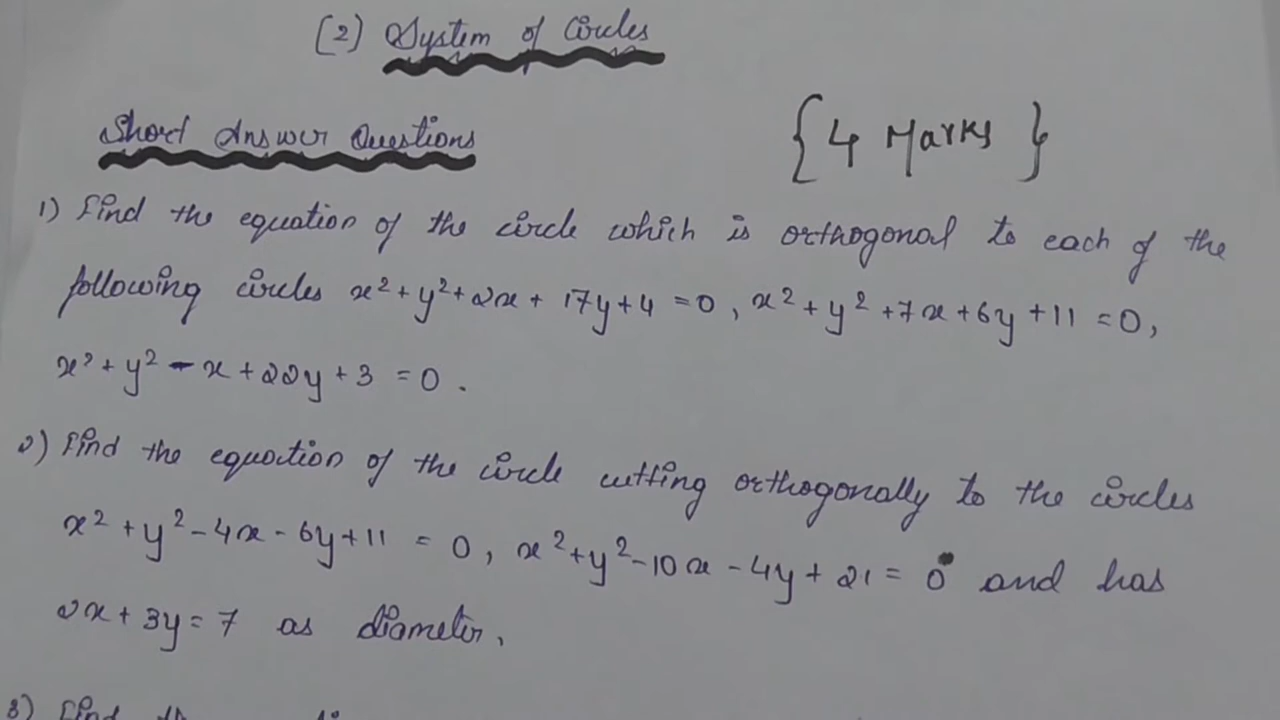 (2) System of Circles
Short Answer Questions {4 Marks}
1) Find the equation of the circle which is orthogonal to each of the
following circles x²+y²+2x+17y+4=0, x²+y²+7x+6y+11=0,
x²+y²-x+22y+3=0.
2) Find the equation of the circle cutting orthogonally to the circles
x²+y²-4x-6y+11=0, x²+y²-10x-4y+21=0 and has
2x+3y=7 as diameter.
3) Find